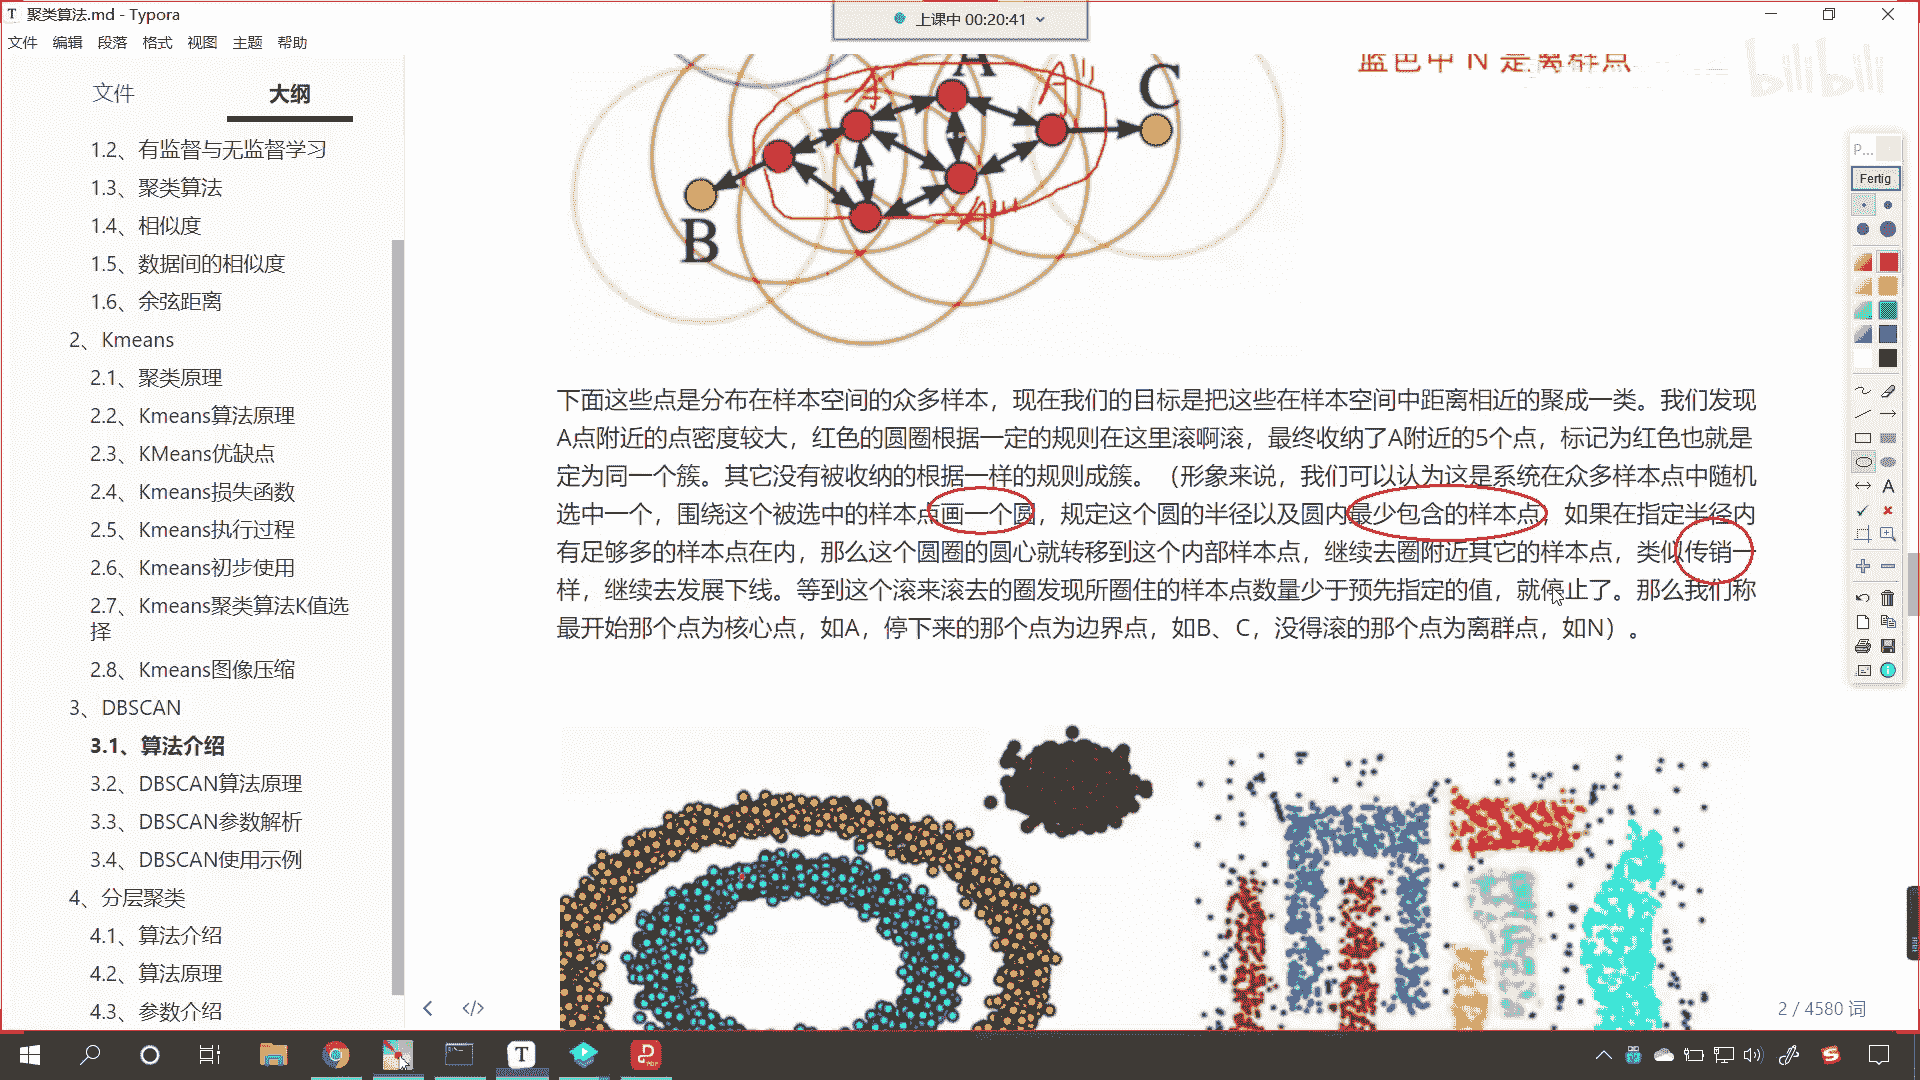 聚类算法.md - Typora
上课中 00:20:41
文件 编辑 段落 格式 视图 主题 帮助
文件 大纲
1.2、有监督与无监督学习
1.3、聚类算法
1.4、相似度
1.5、数据间的相似度
1.6、余弦距离
2、Kmeans
2.1、聚类原理
2.2、Kmeans算法原理
2.3、KMeans优缺点
2.4、Kmeans损失函数
2.5、Kmeans执行过程
2.6、Kmeans初步使用
2.7、Kmeans聚类算法K值选
择
2.8、Kmeans图像压缩
3、DBSCAN
3.1、算法介绍
3.2、DBSCAN算法原理
3.3、DBSCAN参数解析
3.4、DBSCAN使用示例
4、分层聚类
4.1、算法介绍
4.2、算法原理
4.3、参数介绍
蓝色中 N 是离群点
bilibili
A
A'
A''
C
B
A'''
下面这些点是分布在样本空间的众多样本，现在我们的目标是把这些在样本空间中距离相近的聚成一类。我们发现
A点附近的点密度较大，红色的圆圈根据一定的规则在这里滚啊滚，最终收纳了A附近的5个点，标记为红色也就是
定为同一个簇。其它没有被收纳的根据一样的规则成簇。（形象来说，我们可以认为这是系统在众多样本点中随机
选中一个，围绕这个被选中的样本点画一个圆，规定这个圆的半径以及圆内最少包含的样本点，如果在指定半径内
有足够多的样本点在内，那么这个圆圈的圆心就转移到这个内部样本点，继续去圈附近其它的样本点，类似传销一
样，继续去发展下线。等到这个滚来滚去的圈发现所圈住的样本点数量少于预先指定的值，就停止了。那么我们称
最开始那个点为核心点，如A，停下来的那个点为边界点，如B、C，没得滚的那个点为离群点，如N）。
2 / 4580 词
P...
Fertig
A